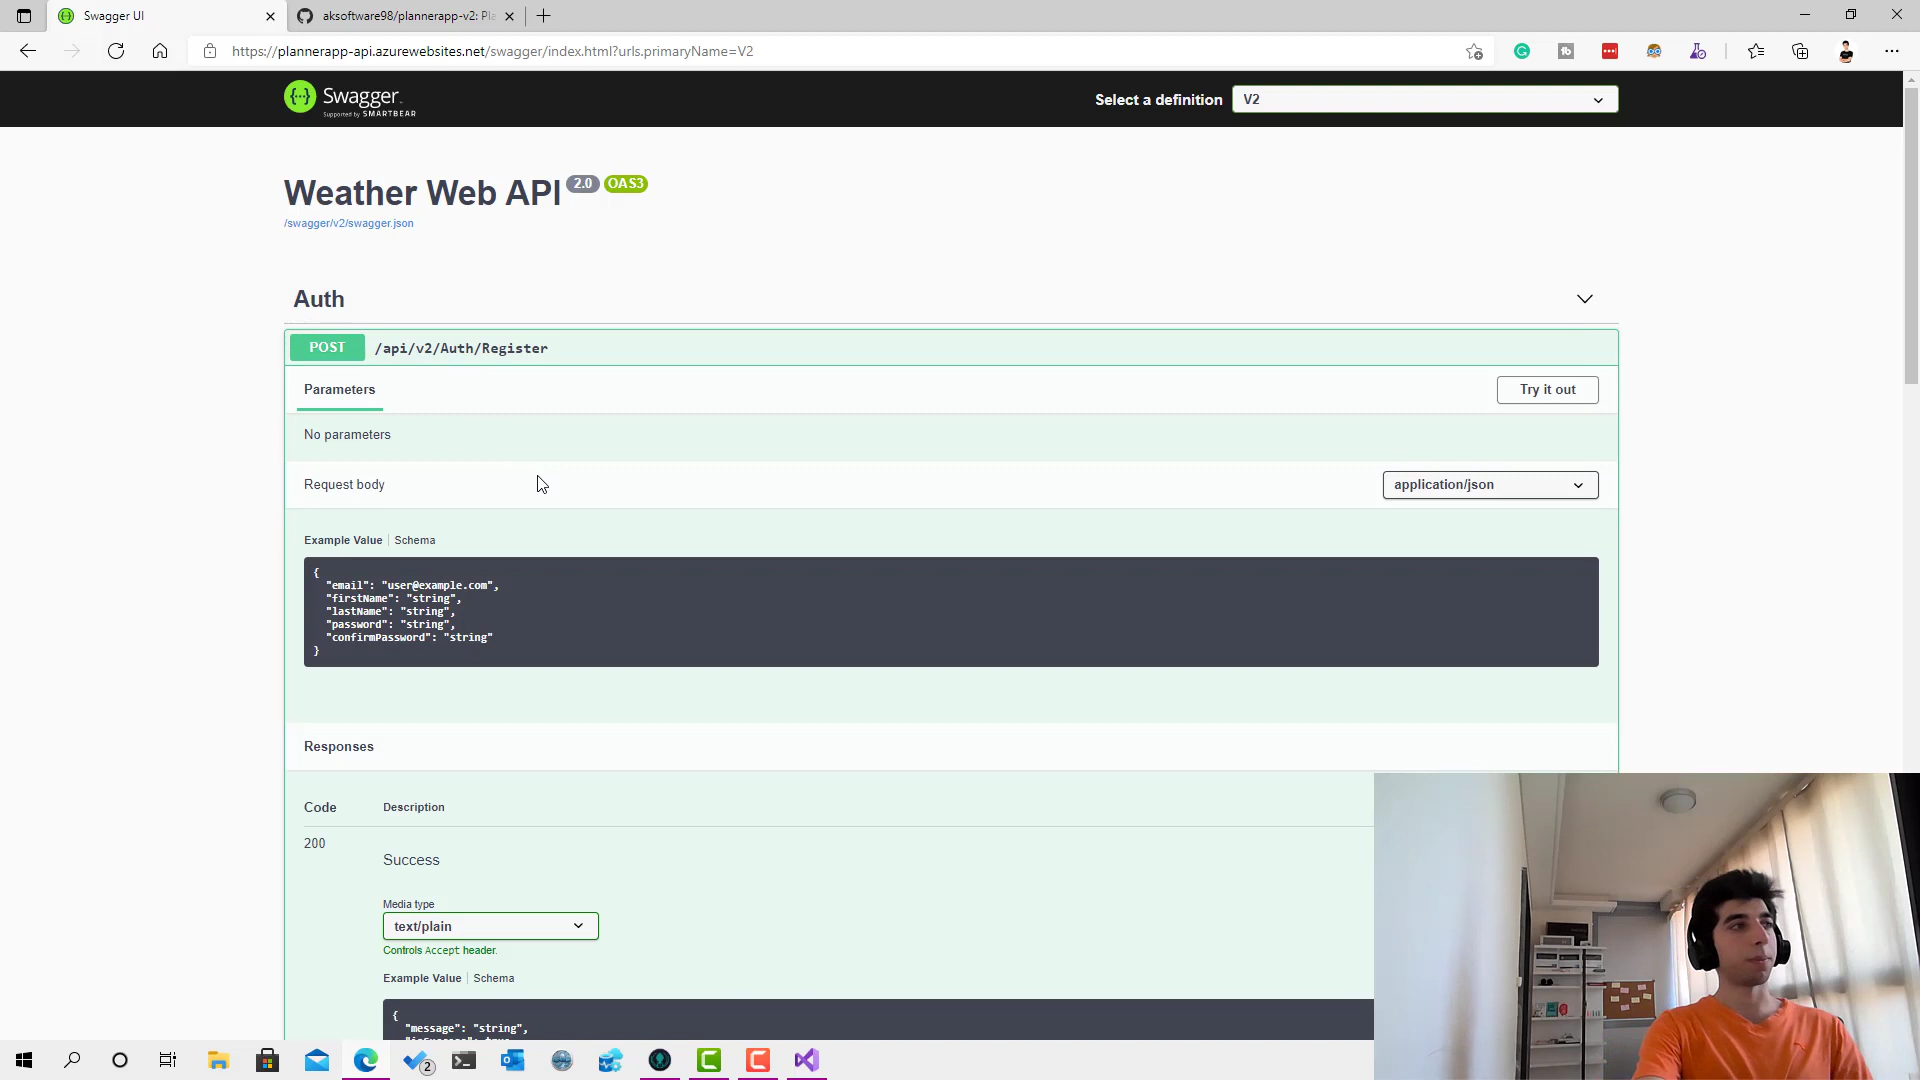 Swagger UI
aksoftware98/plannerapp-v2: Pla
https://plannerapp-api.azurewebsites.net/swagger/index.html?urls.primaryName=V2
Swagger
Supported by SMARTBEAR
Select a definition
V2
Weather Web API 2.0 OAS3
/swagger/v2/swagger.json
Auth
POST /api/v2/Auth/Register
Parameters
Try it out
No parameters
Request body
application/json
Example Value | Schema
{
"email": "user@example.com",
"firstName": "string",
"lastName": "string",
"password": "string",
"confirmPassword": "string"
}
Responses
Code Description
200
Success
Media type
text/plain
Controls Accept header.
Example Value | Schema
{
"message": "string",
2